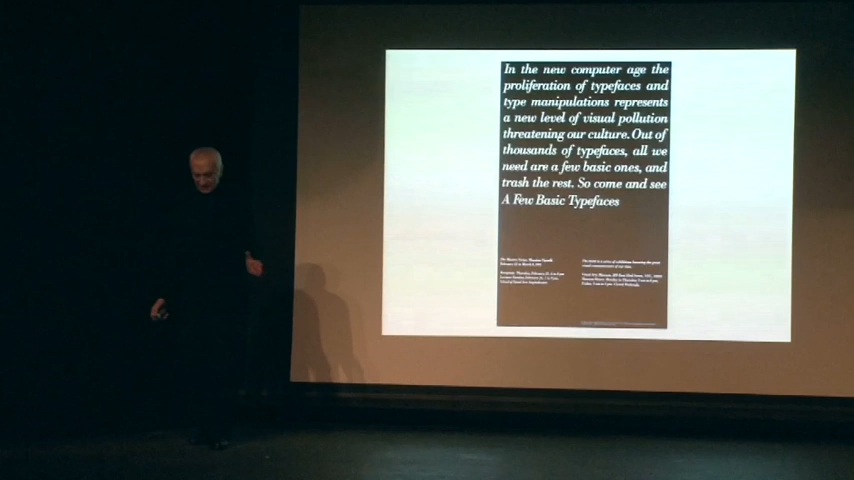 In the new computer age the
proliferation of typefaces and
type manipulations represents
a new level of visual pollution
threatening our culture. Out of
thousands of typefaces, all we
need are a few basic ones, and
trash the rest. So come and see
A Few Basic Typefaces